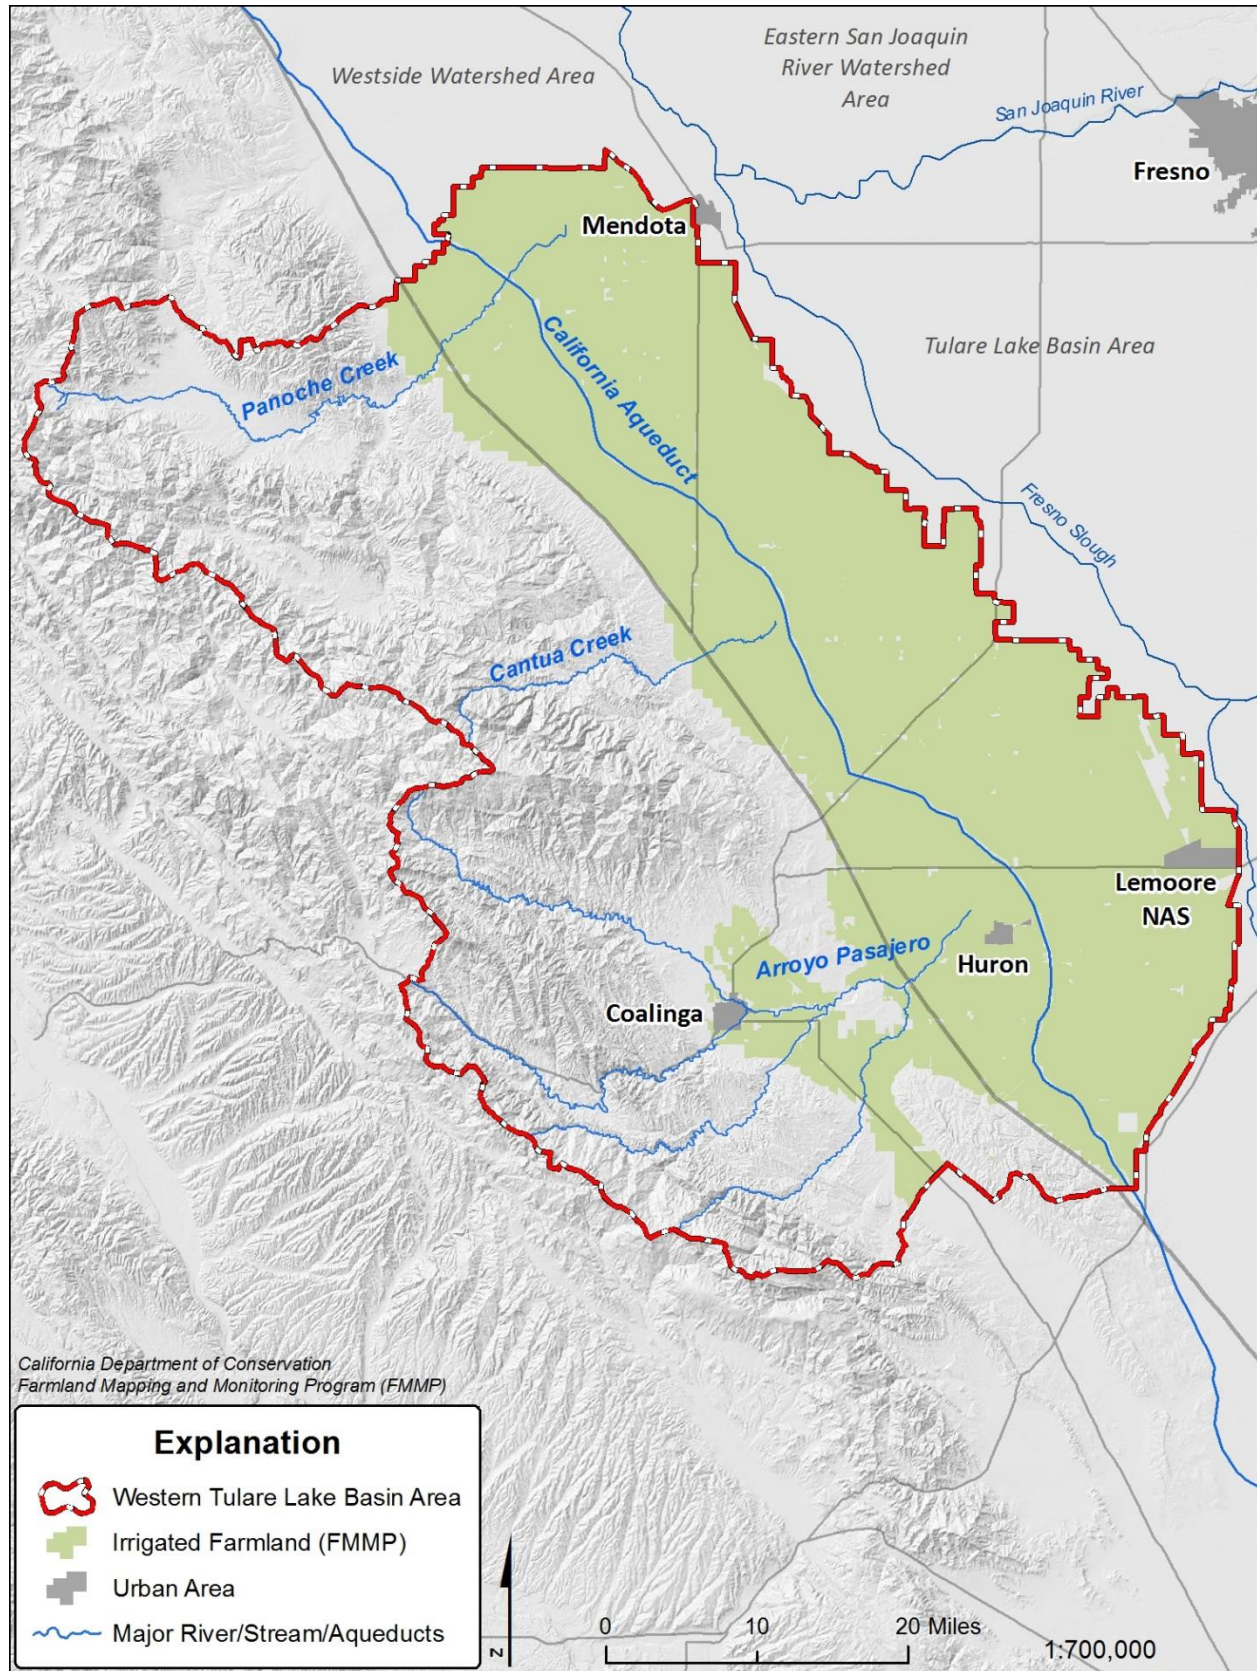 Westside Watershed Area
Eastern San Joaquin
River Watershed
Area
San Joaquin River
Fresno
Mendota
California Aqueduct
Tulare Lake Basin Area
Panoche Creek
Fresno Slough
Cantua Creek
Lemoore
NAS
Arroyo Pasajero
Huron
Coalinga
California Department of Conservation
Farmland Mapping and Monitoring Program (FMMP)
Explanation
Western Tulare Lake Basin Area
Irrigated Farmland (FMMP)
Urban Area
Major River/Stream/Aqueducts
N
0 10 20 Miles
1:700,000